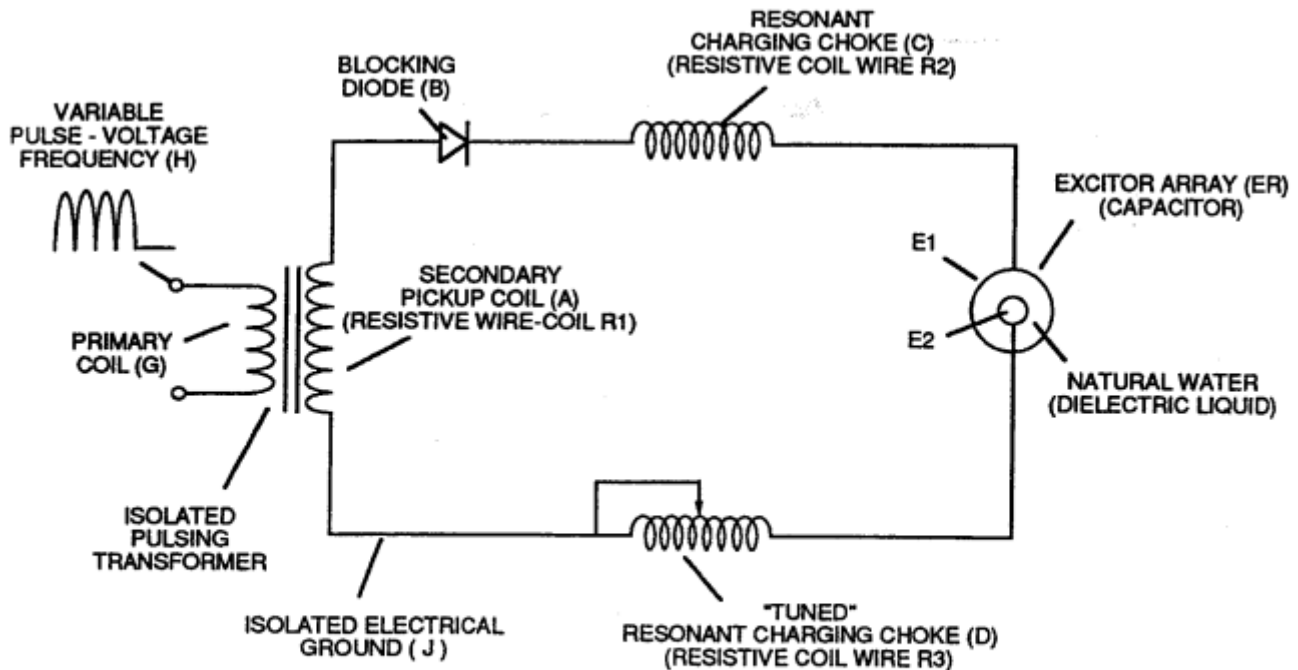 RESONANT
CHARGING CHOKE (C)
(RESISTIVE COIL WIRE R2)
BLOCKING
DIODE (B)
VARIABLE
PULSE - VOLTAGE
FREQUENCY (H)
EXCITOR ARRAY (ER)
(CAPACITOR)
E1
SECONDARY
PICKUP COIL (A)
(RESISTIVE WIRE-COIL R1)
PRIMARY
COIL (G)
E2
NATURAL WATER
(DIELECTRIC LIQUID)
ISOLATED
PULSING
TRANSFORMER
ISOLATED ELECTRICAL
GROUND ( J )
"TUNED"
RESONANT CHARGING CHOKE (D)
(RESISTIVE COIL WIRE R3)